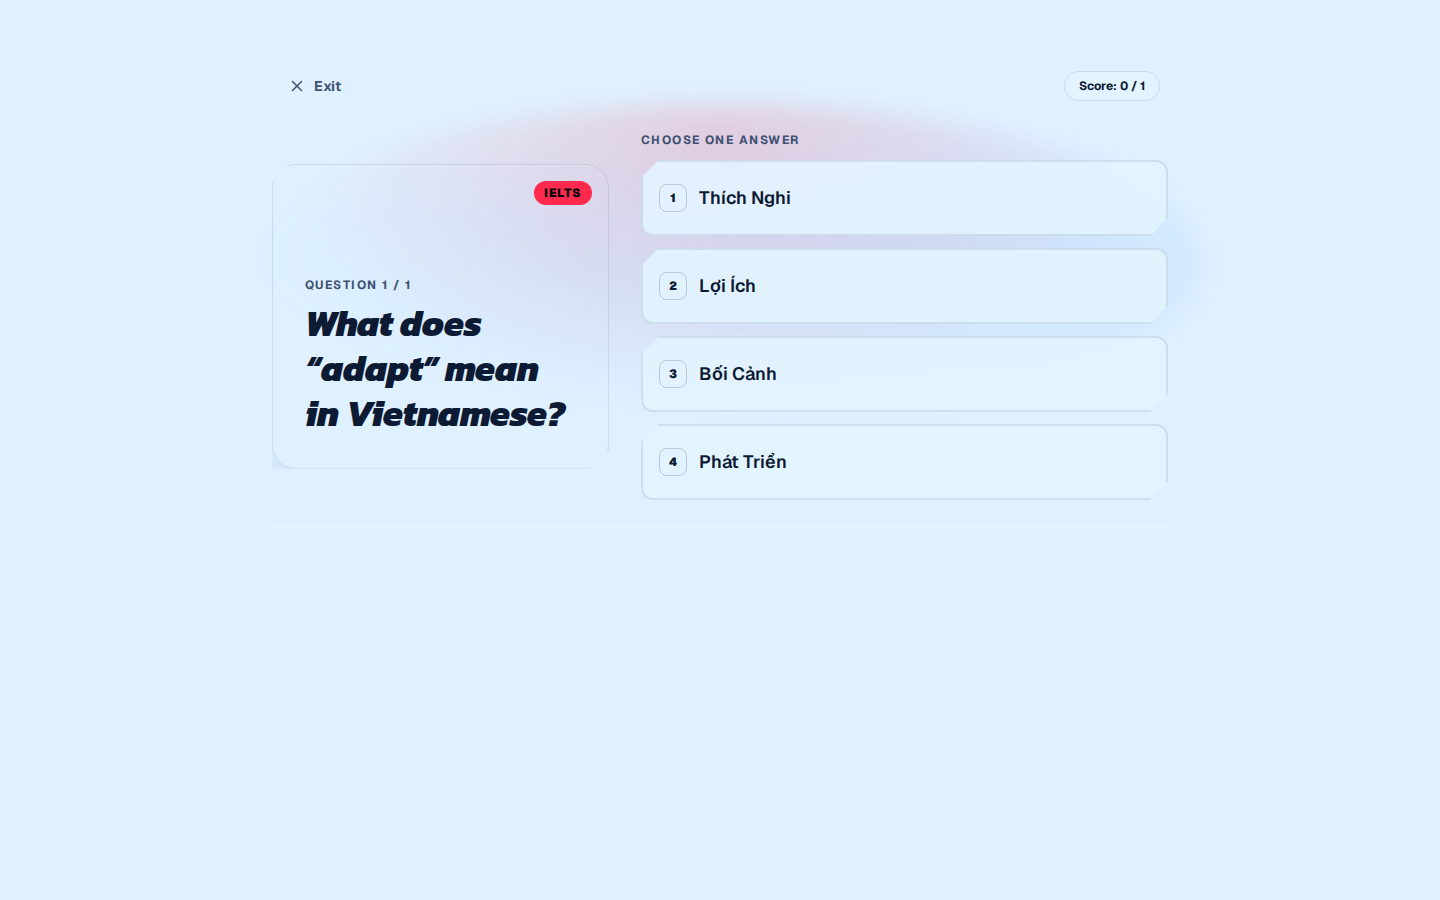 Exit
Score: 0 / 1
IELTS
QUESTION 1 / 1
What does
“adapt” mean
in Vietnamese?
CHOOSE ONE ANSWER
1 Thích Nghi
2 Lợi Ích
3 Bối Cảnh
4 Phát Triển